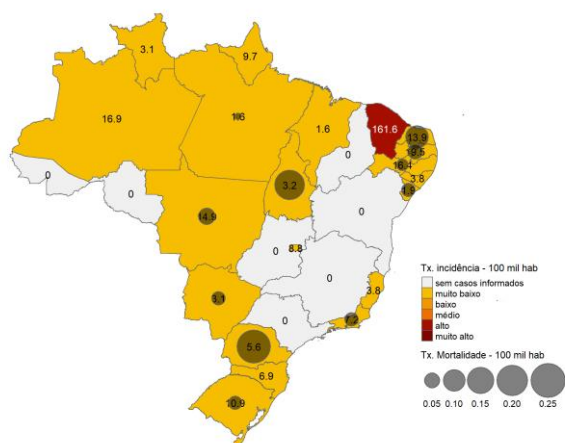 3.1
9.7
16.9
1.6
161.6
13.9
0
19.5
16.4
3.8
0
0
3.2
1.9
0
14.9
8.8
0
0
3.8
8.1
7.2
0
5.6
6.9
10.9
Tx. incidência - 100 mil hab
sem casos informados
muito baixo
baixo
médio
alto
muito alto
Tx. Mortalidade - 100 mil hab
0.05 0.10 0.15 0.20 0.25